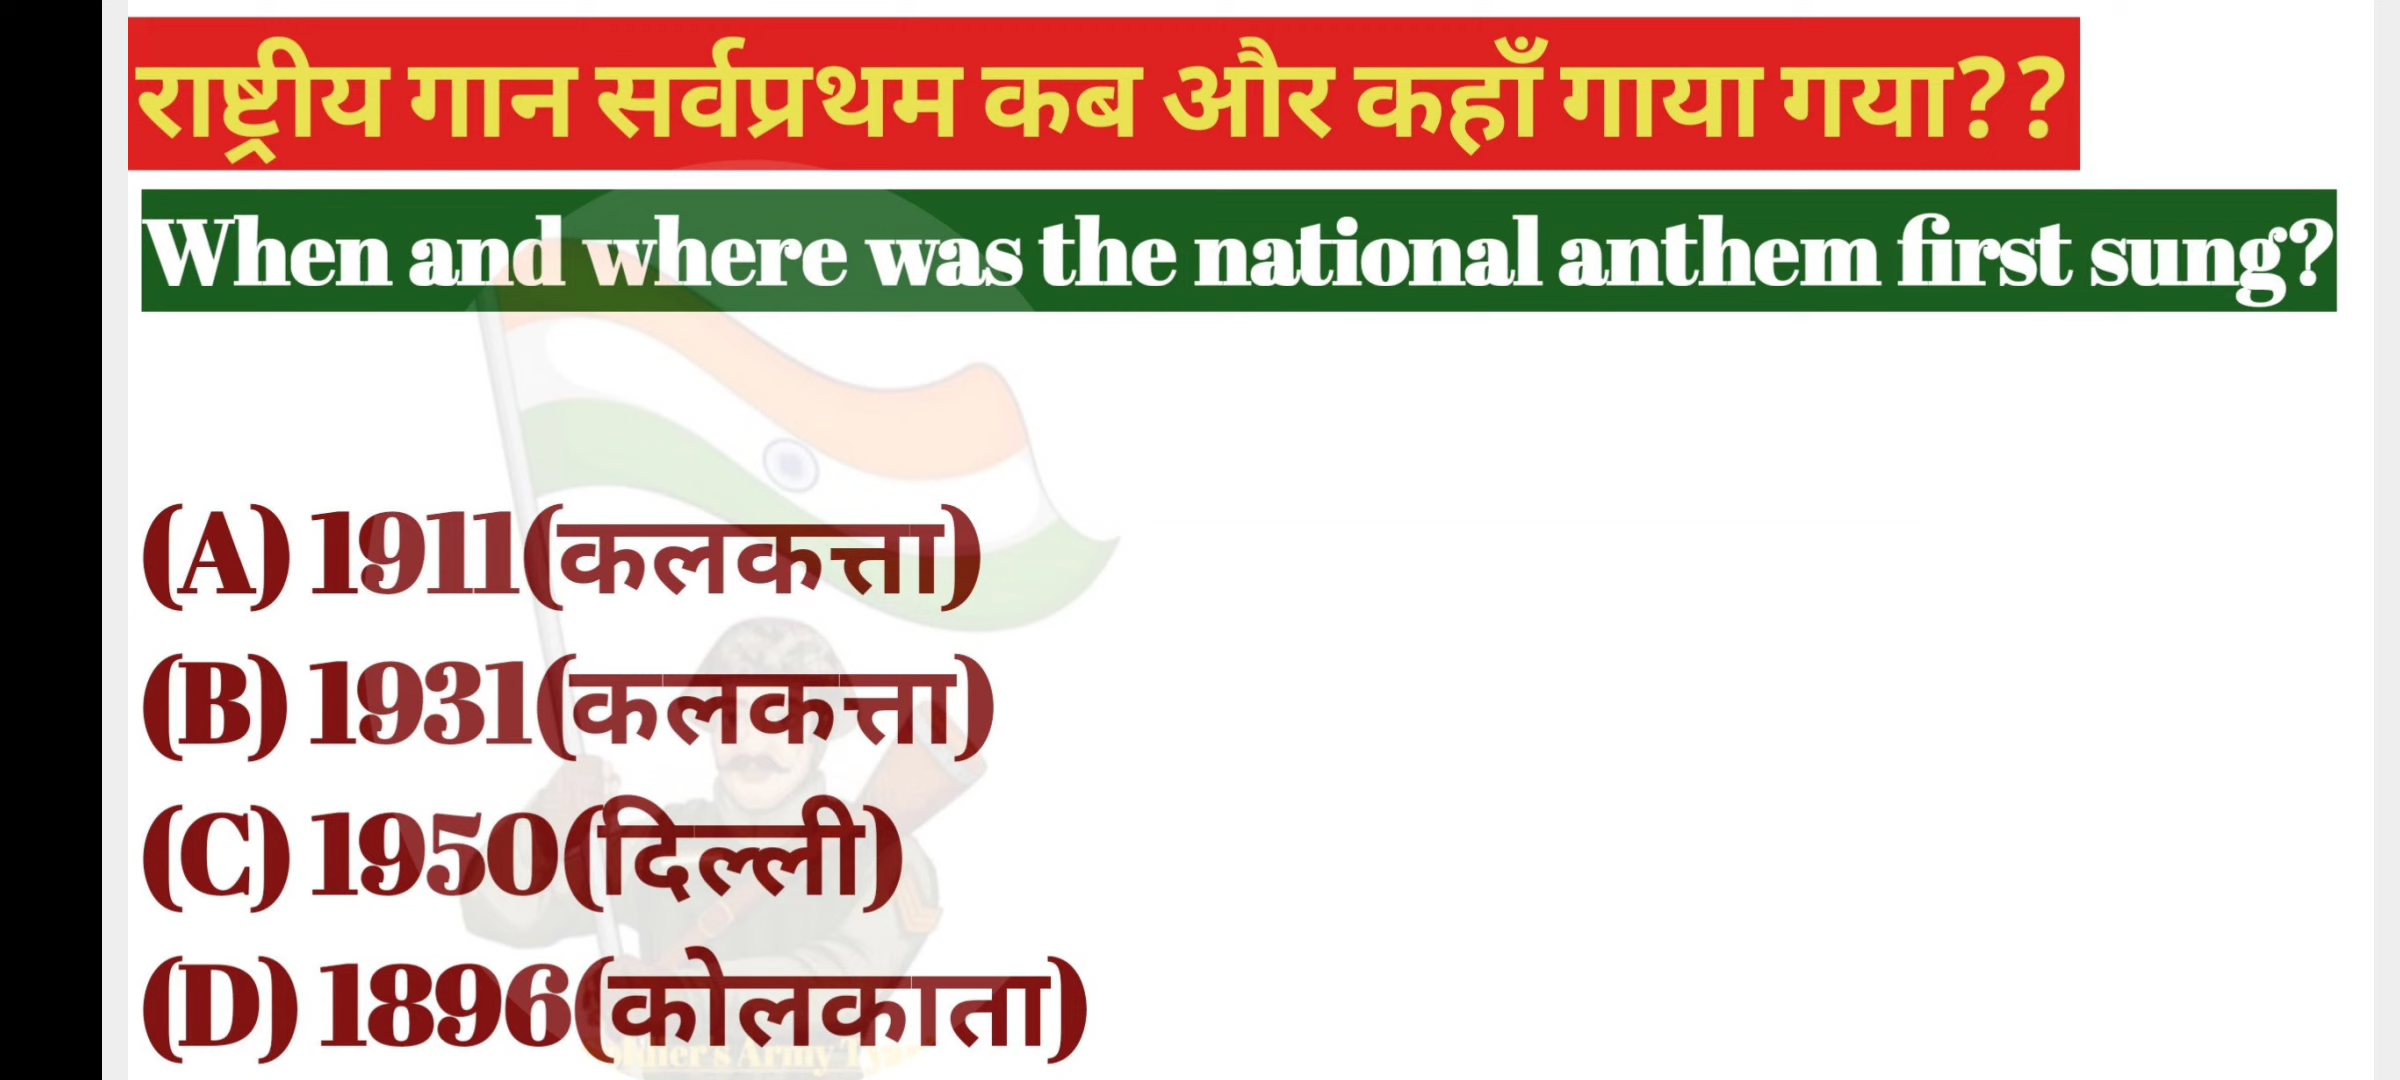 राष्ट्रीय गान सर्वप्रथम कब और कहाँ गाया गया??
When and where was the national anthem first sung?
(A) 1911(कलकत्ता)
(B) 1931(कलकत्ता)
(C) 1950(दिल्ली)
(D) 1896(कोलकाता)
Army